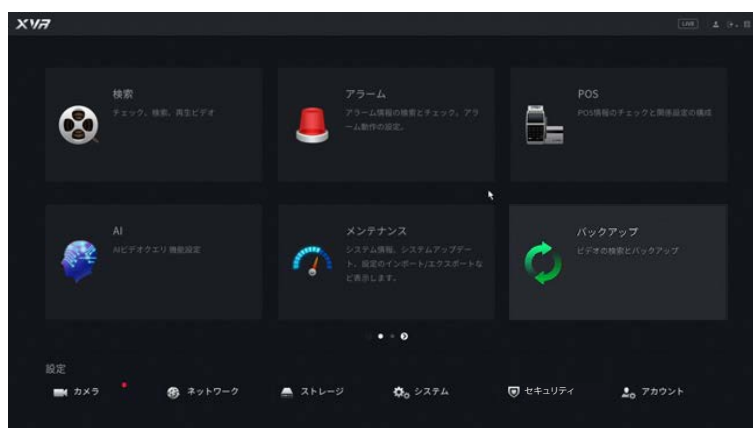 XVR
LIVE
検索
チェック、検索、再生ビデオ
アラーム
アラーム情報の検索とチェック。アラ
ーム動作の設定。
POS
POS情報のチェックと関係設定の構成
AI
AIビデオクエリ 機能設定
メンテナンス
システム情報、システムアップデー
ト、設定のインポート/エクスポートな
ど表示します。
バックアップ
ビデオの検索とバックアップ
設定
カメラ
ネットワーク
ストレージ
システム
セキュリティ
アカウント